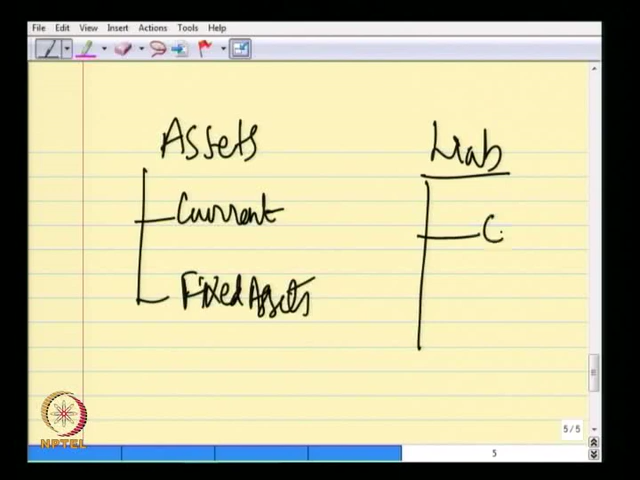 File Edit View Insert Actions Tools Help
Assets
Liab
Current
C
Fixed Assets
NPTEL
5/5
5